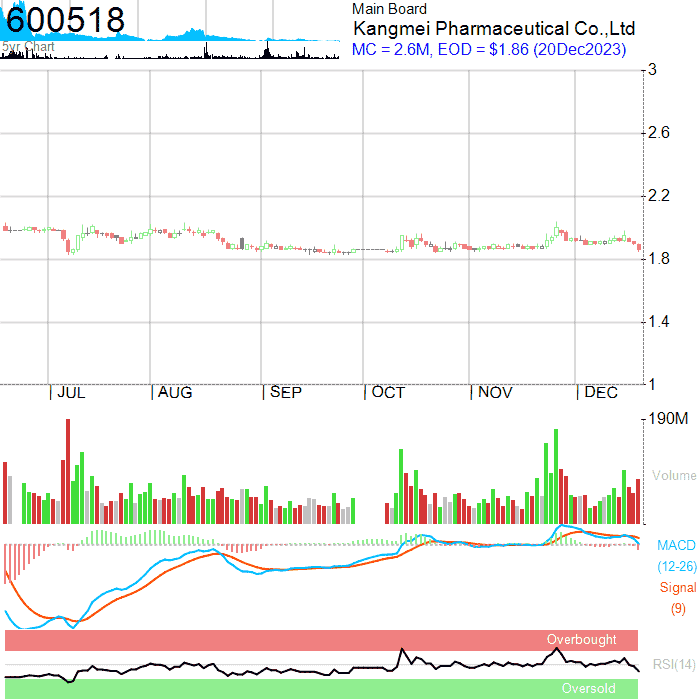 600518
5yr Chart
Main Board
Kangmei Pharmaceutical Co.,Ltd
MC = 2.6M, EOD = $1.86 (20Dec2023)
3
2.6
2.2
1.8
1.4
1
JUL AUG SEP OCT NOV DEC
190M
Volume
MACD
(12-26)
Signal
(9)
Overbought
RSI(14)
Oversold